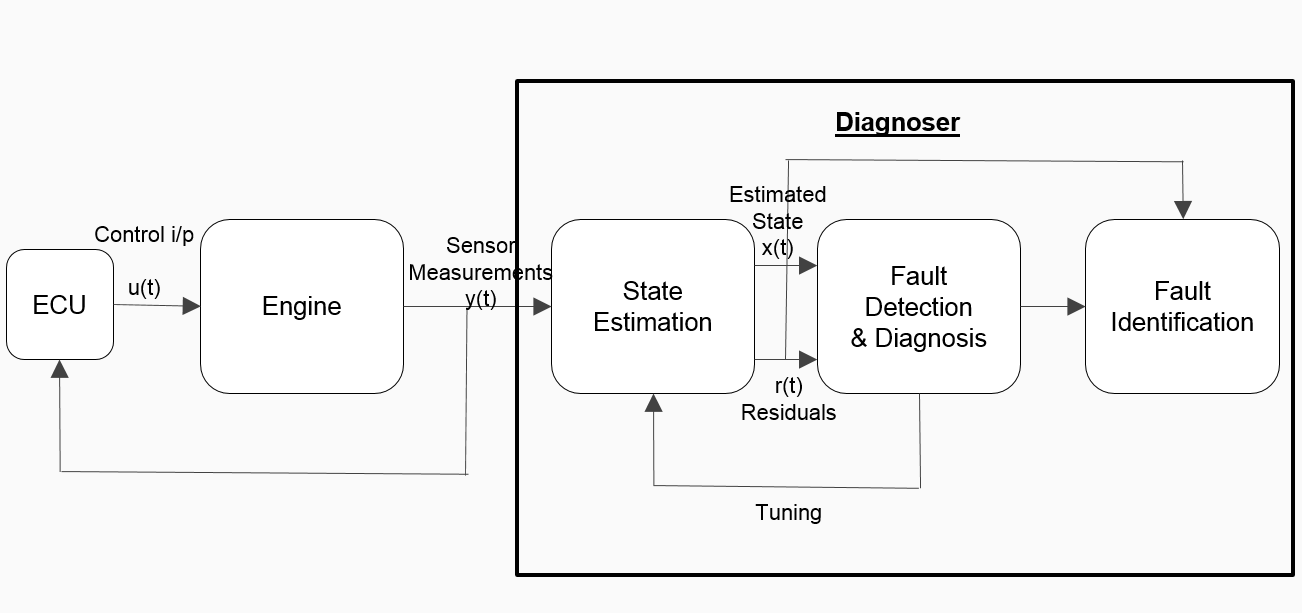 Diagnoser
Control i/p
u(t)
ECU
Engine
Sensor
Measurements
y(t)
State
Estimation
Estimated
State
x(t)
r(t)
Residuals
Fault
Detection
& Diagnosis
Fault
Identification
Tuning